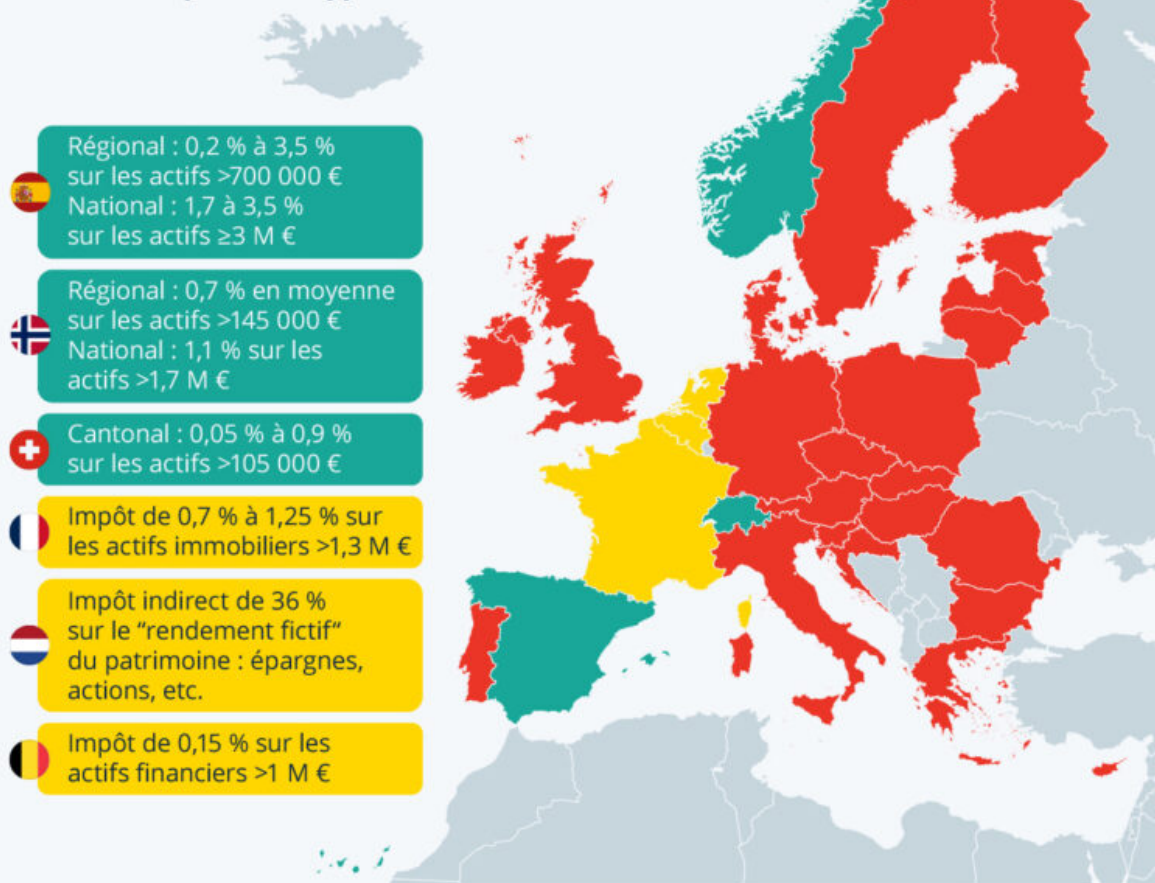 Régional : 0,2 % à 3,5 %
sur les actifs >700 000 €
National : 1,7 à 3,5 %
sur les actifs ≥3 M €
Régional : 0,7 % en moyenne
sur les actifs >145 000 €
National : 1,1 % sur les
actifs >1,7 M €
Cantonal : 0,05 % à 0,9 %
sur les actifs >105 000 €
Impôt de 0,7 % à 1,25 % sur
les actifs immobiliers >1,3 M €
Impôt indirect de 36 %
sur le “rendement fictif“
du patrimoine : épargnes,
actions, etc.
Impôt de 0,15 % sur les
actifs financiers >1 M €